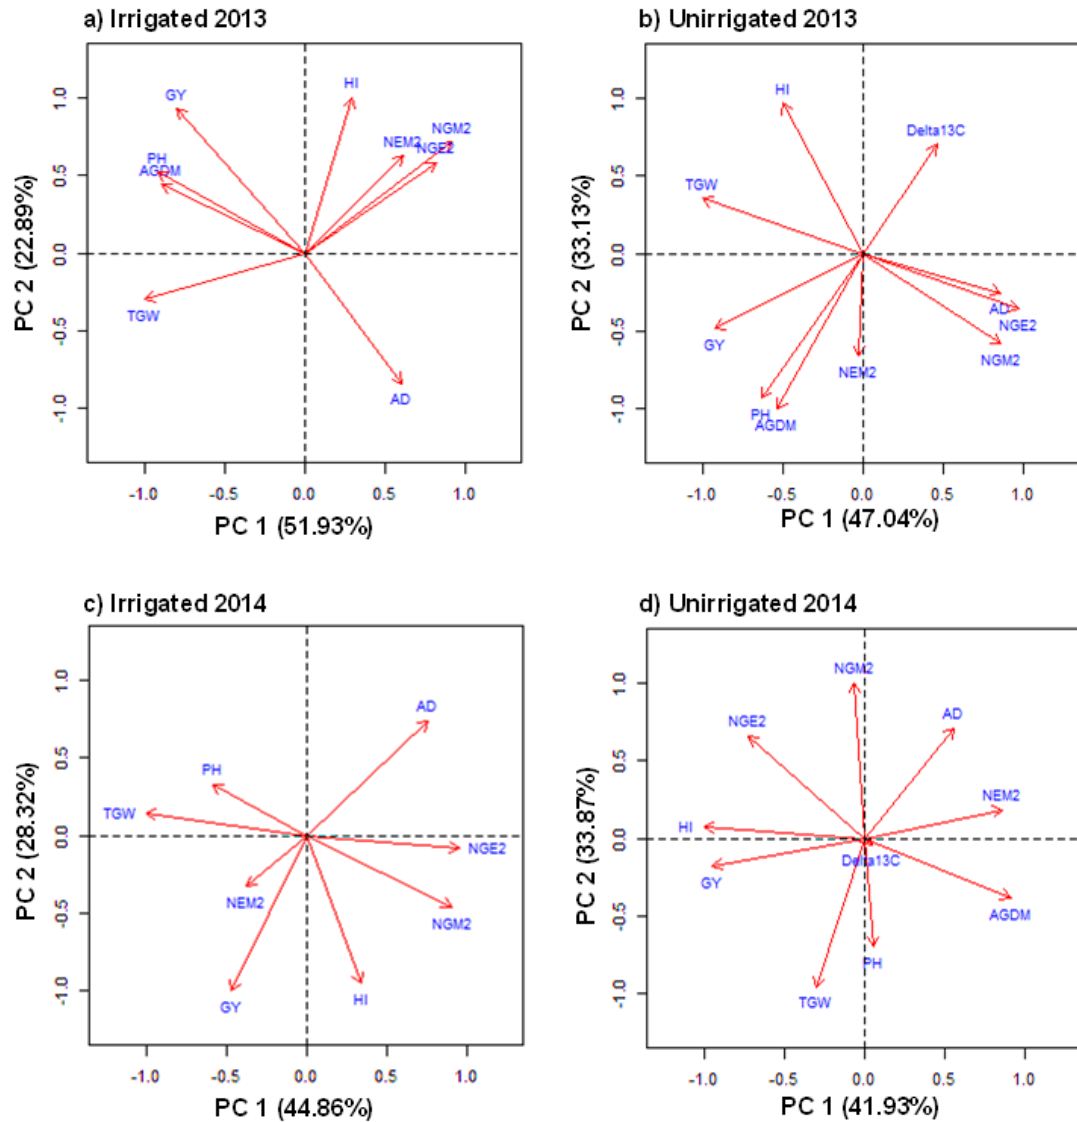 a) Irrigated 2013
GY
HI
NGM2
NEM2
NGE2
PH
AGDM
TGW
AD
1.0
0.5
0.0
-0.5
-1.0
PC 2 (22.89%)
-1.0 -0.5 0.0 0.5 1.0
PC 1 (51.93%)
b) Unirrigated 2013
HI
Delta13C
TGW
AD
NGE2
GY
NGM2
NEM2
PH
AGDM
1.0
0.5
0.0
-0.5
-1.0
PC 2 (33.13%)
-1.0 -0.5 0.0 0.5 1.0
PC 1 (47.04%)
c) Irrigated 2014
AD
PH
TGW
NGE2
NEM2
NGM2
GY
HI
1.0
0.5
0.0
-0.5
-1.0
PC 2 (28.32%)
-1.0 -0.5 0.0 0.5 1.0
PC 1 (44.86%)
d) Unirrigated 2014
NGM2
NGE2
AD
NEM2
HI
Delta13C
GY
AGDM
PH
TGW
1.0
0.5
0.0
-0.5
-1.0
PC 2 (33.87%)
-1.0 -0.5 0.0 0.5 1.0
PC 1 (41.93%)